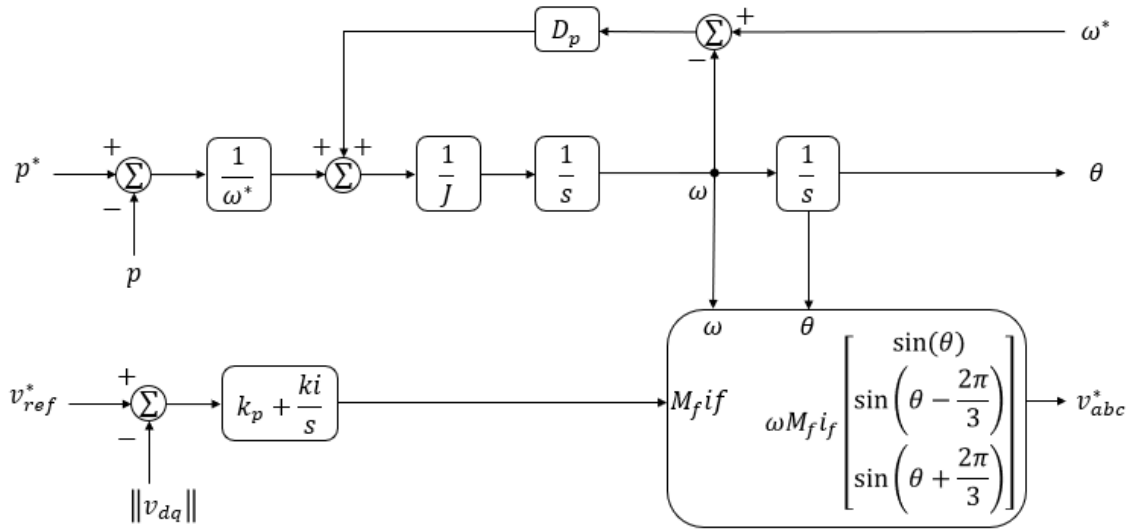 D_p
Σ
+
−
ω*
p*
+
−
Σ
p
1/ω*
+ +
Σ
1/J
1/s
ω
1/s
θ
v*_ref
+
−
Σ
‖v_dq‖
k_p + ki/s
ω
θ
M_f if
ωM_f i_f [
sin(θ)
sin(θ − 2π/3)
sin(θ + 2π/3)
]
v*_abc